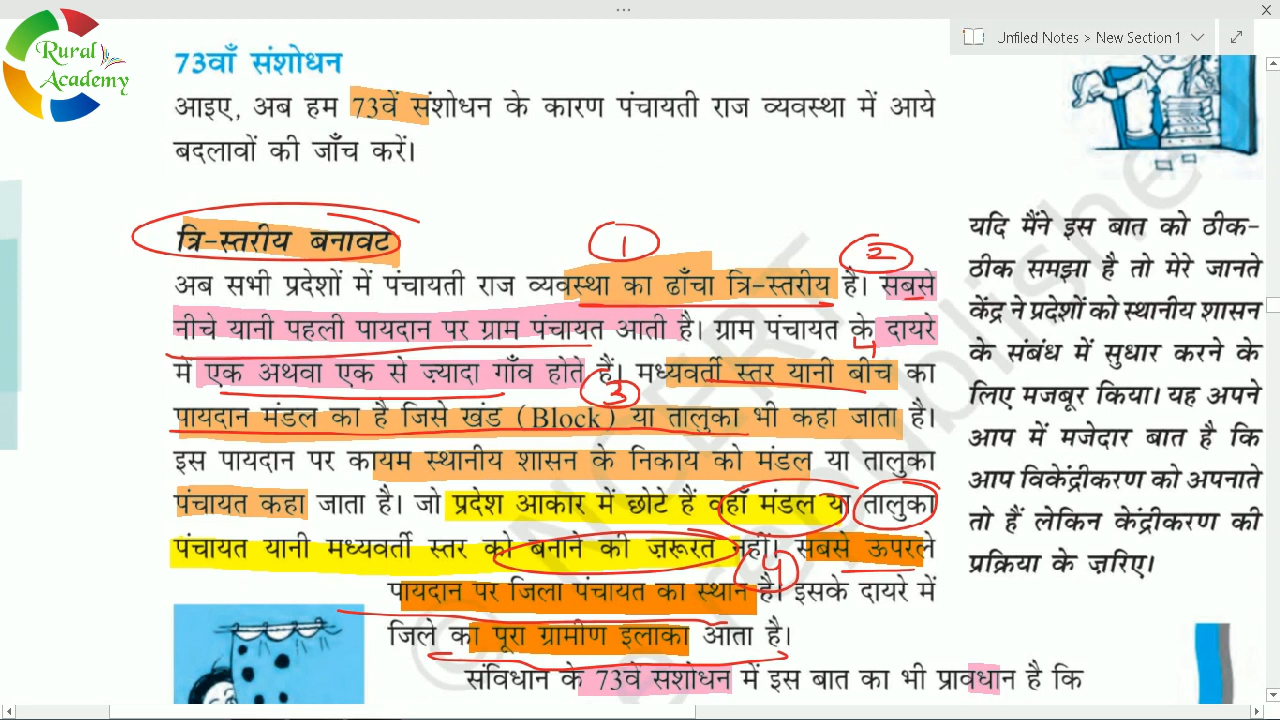 Rural
Academy
Unfiled Notes > New Section 1
73वाँ संशोधन
आइए, अब हम 73वें संशोधन के कारण पंचायती राज व्यवस्था में आये
बदलावों की जाँच करें।
त्रि-स्तरीय बनावट
1
2
अब सभी प्रदेशों में पंचायती राज व्यवस्था का ढाँचा त्रि-स्तरीय है। सबसे
नीचे यानी पहली पायदान पर ग्राम पंचायत आती है। ग्राम पंचायत के दायरे
में एक अथवा एक से ज़्यादा गाँव होते हैं। मध्यवर्ती स्तर यानी बीच का
3
पायदान मंडल का है जिसे खंड (Block) या तालुका भी कहा जाता है।
इस पायदान पर कायम स्थानीय शासन के निकाय को मंडल या तालुका
पंचायत कहा जाता है। जो प्रदेश आकार में छोटे हैं वहाँ मंडल या तालुका
पंचायत यानी मध्यवर्ती स्तर को बनाने की ज़रूरत नहीं। सबसे ऊपरले
4
पायदान पर जिला पंचायत का स्थान है। इसके दायरे में
जिले का पूरा ग्रामीण इलाका आता है।
संविधान के 73वें संशोधन में इस बात का भी प्रावधान है कि
यदि मैंने इस बात को ठीक-
ठीक समझा है तो मेरे जानते
केंद्र ने प्रदेशों को स्थानीय शासन
के संबंध में सुधार करने के
लिए मजबूर किया। यह अपने
आप में मजेदार बात है कि
आप विकेंद्रीकरण को अपनाते
तो हैं लेकिन केंद्रीकरण की
प्रक्रिया के ज़रिए।